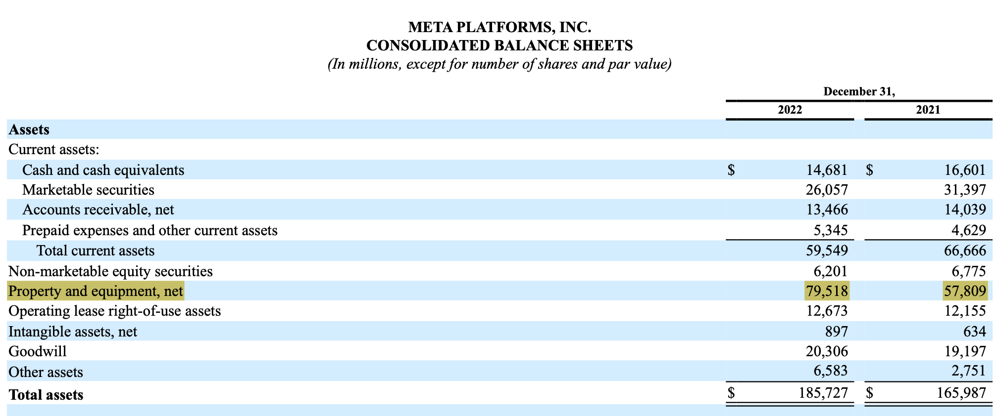 META PLATFORMS, INC.
CONSOLIDATED BALANCE SHEETS
(In millions, except for number of shares and par value)
December 31,
2022 2021
Assets
Current assets:
Cash and cash equivalents $ 14,681 $ 16,601
Marketable securities 26,057 31,397
Accounts receivable, net 13,466 14,039
Prepaid expenses and other current assets 5,345 4,629
Total current assets 59,549 66,666
Non-marketable equity securities 6,201 6,775
Property and equipment, net 79,518 57,809
Operating lease right-of-use assets 12,673 12,155
Intangible assets, net 897 634
Goodwill 20,306 19,197
Other assets 6,583 2,751
Total assets $ 185,727 $ 165,987